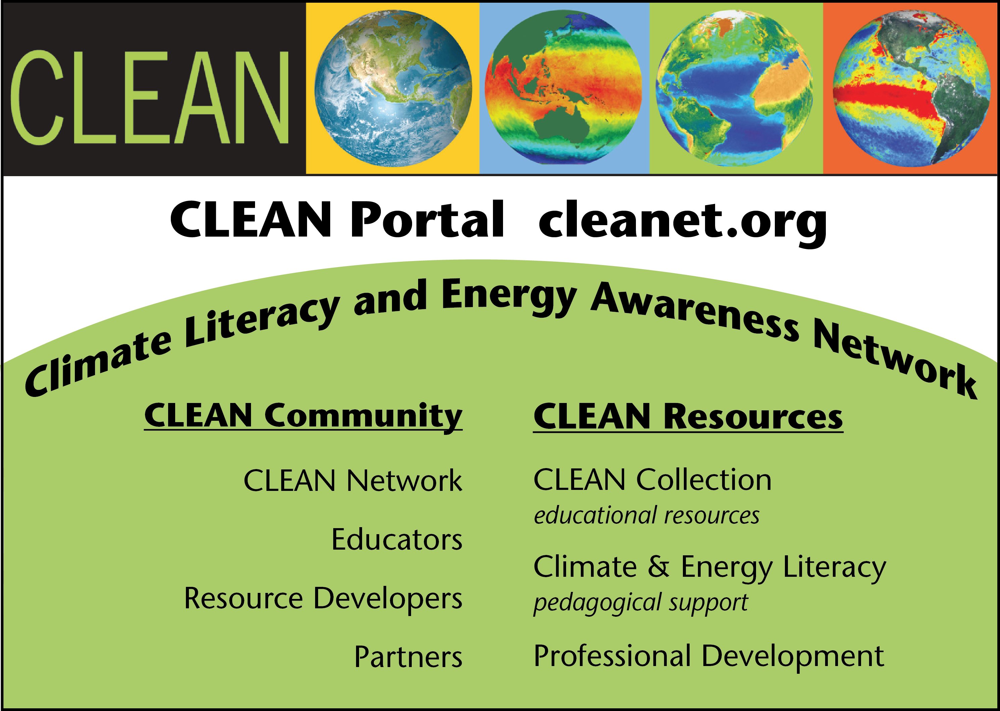 CLEAN
CLEAN Portal cleanet.org
Climate Literacy and Energy Awareness Network
CLEAN Community
CLEAN Network
Educators
Resource Developers
Partners
CLEAN Resources
CLEAN Collection
educational resources
Climate & Energy Literacy
pedagogical support
Professional Development